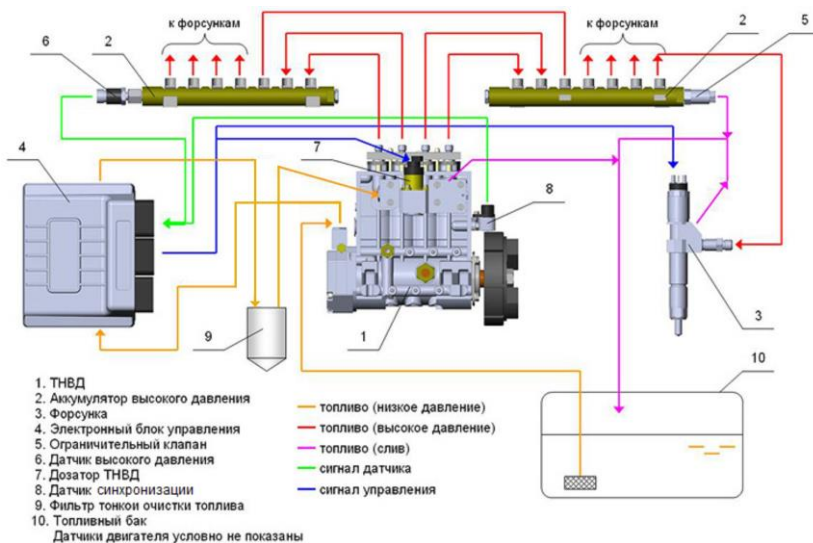 к форсункам
к форсункам
6
2
2
5
4
7
8
3
9
1
10
1. ТНВД
2. Аккумулятор высокого давления
3. Форсунка
4. Электронный блок управления
5. Ограничительный клапан
6. Датчик высокого давления
7. Дозатор ТНВД
8. Датчик синхронизации
9. Фильтр тонкои очистки топлива
10. Топливный бак
Датчики двигателя условно не показаны
топливо (низкое давление)
топливо (высокое давление)
топливо (слив)
сигнал датчика
сигнал управления